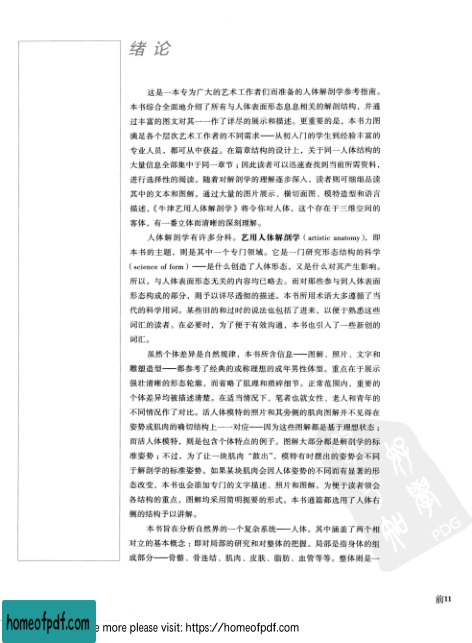 绪论
这是一本专为广大的艺术工作者们而准备的人体解剖学参考指南。
本书综合全面地介绍了所有与人体表面形态息息相关的解剖结构，并通
过丰富的图文对其一一作了详尽的展示和描述。更重要的是，本书力图
满足各个层次艺术工作者的不同需求——从初入门的学生到经验丰富的
专业人员，都可从中获益。在篇章结构的设计上，关于同一人体结构的
大量信息全部集中于同一章节；因此读者可以迅速查找到当前所需资料，
进行选择性的阅读。随着对解剖学的理解逐步深入，读者则可细细品读
其中的文本和图解。通过大量的图片展示、横切面图、模特造型和语言
描述，《牛津艺用人体解剖学》将令你对人体，这个存在于三维空间的
客体，有一番立体而清晰的深刻理解。
人体解剖学有许多分科。艺用人体解剖学（artistic anatomy），即
本书的主题，则是其中一个专门领域。它是一门研究形态结构的科学
（science of form）——是什么创造了人体形态，又是什么对其产生影响。
所以，与人体表面形态无关的内容均已略去。而对那些参与到人体表面
形态构成的部分，则予以详尽透彻的描述。本书所用术语大多遵循了当
代的科学用词。某些旧的和过时的说法也包括了进来，以便于熟悉这些
词汇的读者。在必要时，为了便于有效沟通，本书也引入了一些新创的
词汇。
虽然个体差异是自然规律，本书所含信息——图解、照片、文字和
雕塑造型——都参考了经典的或称理想的成年男性体型。重点在于展示
强壮清晰的形态轮廓，而省略了肌理和琐碎细节。正常范围内，重要的
个体差异均被描述清楚。在适当情况下，笔者也就女性、老人和青年的
不同情况作了对比。活人体模特的照片和其旁侧的肌肉图解并不见得在
姿势或肌肉的确切结构上一一对应——因为这些图解都是基于理想状态；
而活人体模特，则是包含个体特点的例子。图解大部分都是解剖学的标
准姿势；不过，为了让一块肌肉“鼓出”，模特有时摆出的姿势会不同
于解剖学的标准姿势。如果某块肌肉会因人体姿势的不同而有显著的形
态改变，本书也会添加专门的文字描述、照片和图解。为便于读者领会
各结构的重点，图解均采用简明扼要的形式。本书通篇都选用了人体右
侧的结构予以讲解。
本书旨在分析自然界的一个复杂系统——人体。其中涵盖了两个相
对立的基本概念：即对局部的研究和对整体的把握。局部是指身体的组
成部分——骨骼、骨连结、肌肉、皮肤、脂肪、血管等等。整体则是一
PDG
前11
homeofpdf.com
e more please visit: https://homeofpdf.com